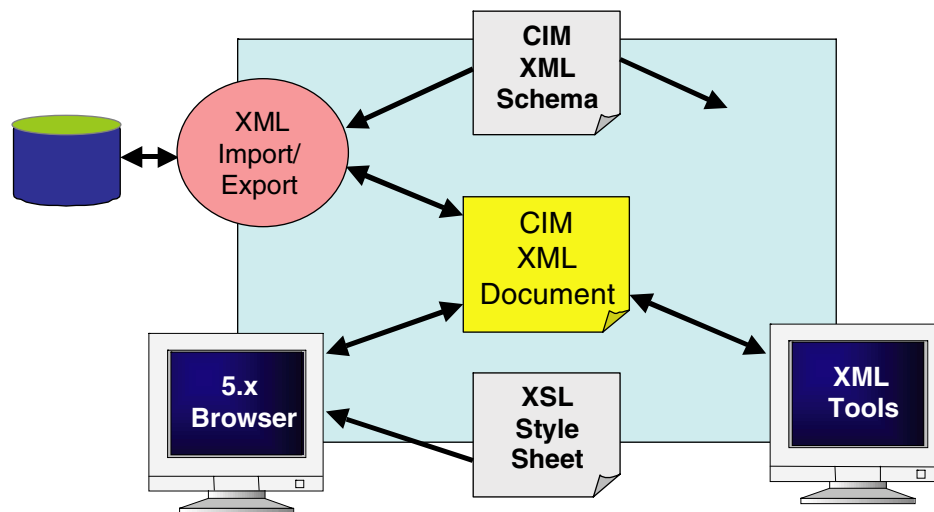 CIM
XML
Schema
XML
Import/
Export
CIM
XML
Document
5.x
Browser
XSL
Style
Sheet
XML
Tools